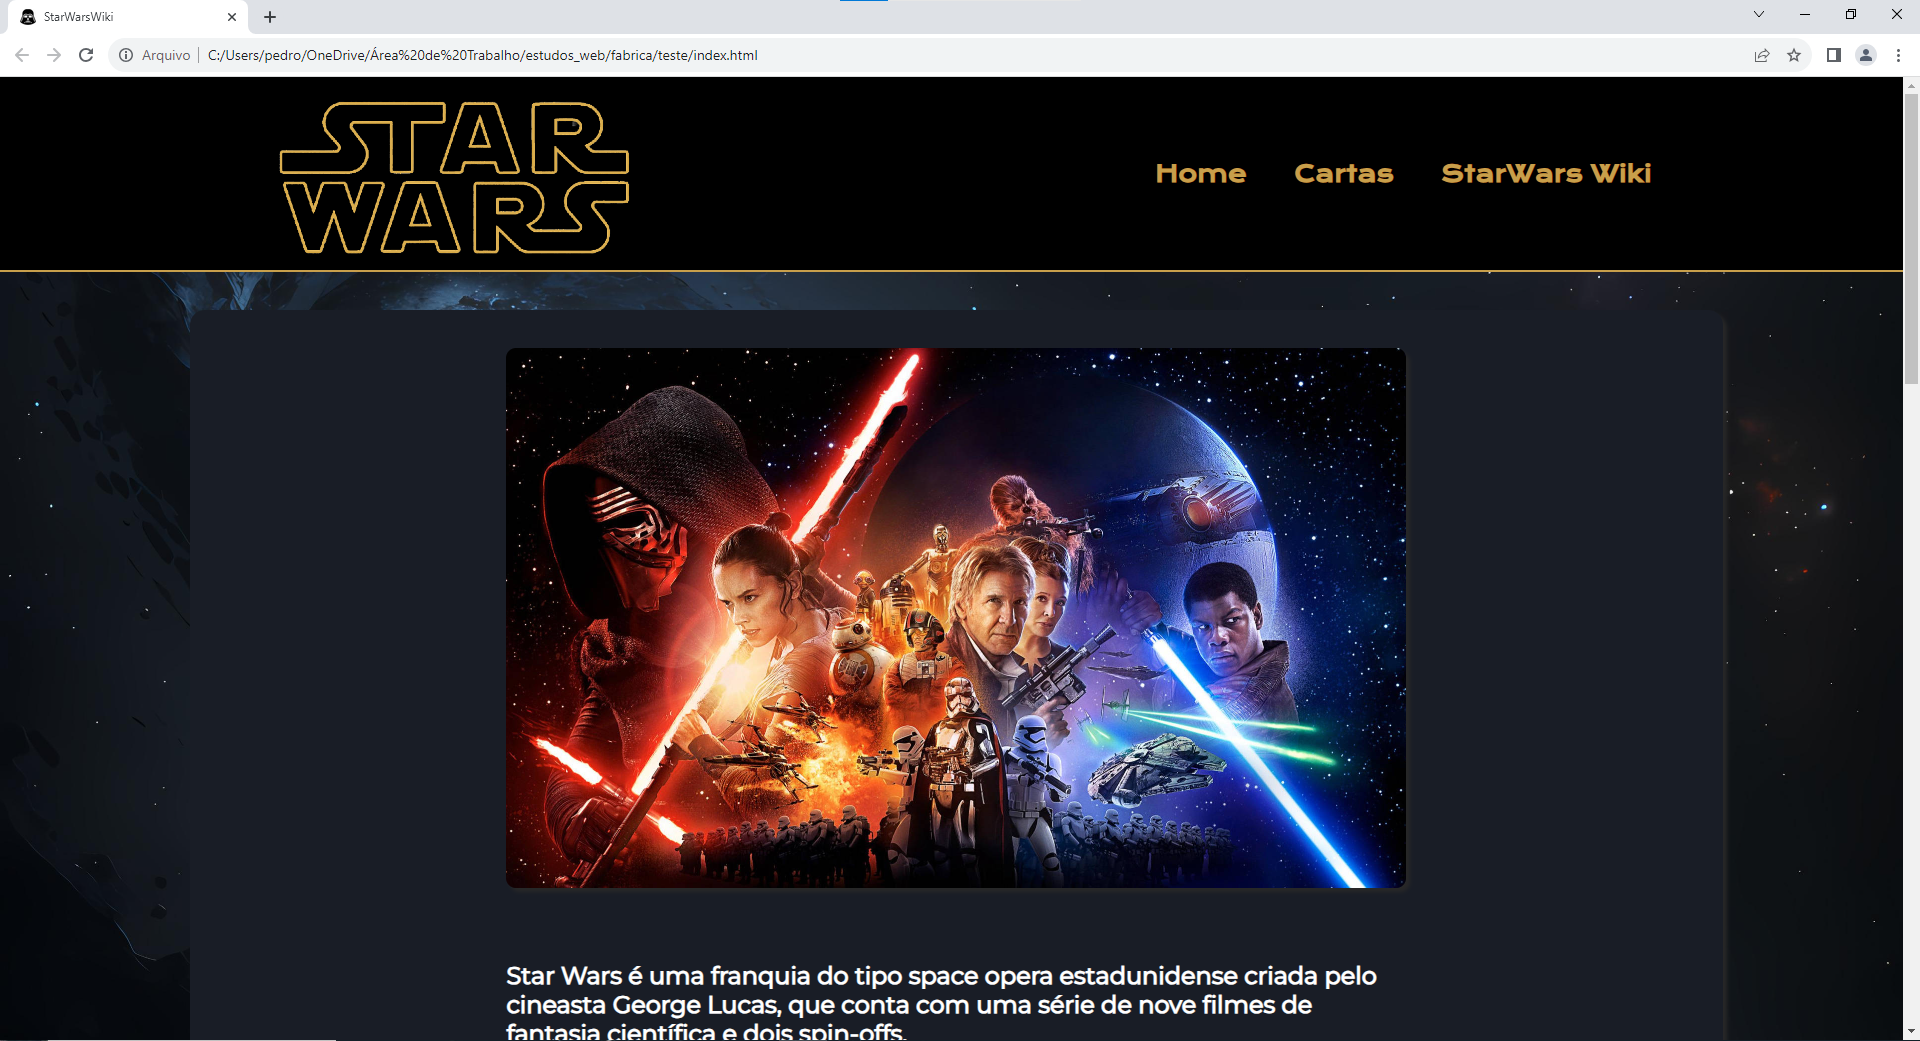 StarWarsWiki
Arquivo
C:/Users/pedro/OneDrive/Área%20de%20Trabalho/estudos_web/fabrica/teste/index.html
STAR
WARS
Home
Cartas
StarWars Wiki
Star Wars é uma franquia do tipo space opera estadunidense criada pelo
cineasta George Lucas, que conta com uma série de nove filmes de
fantasia científica e dois spin-offs.